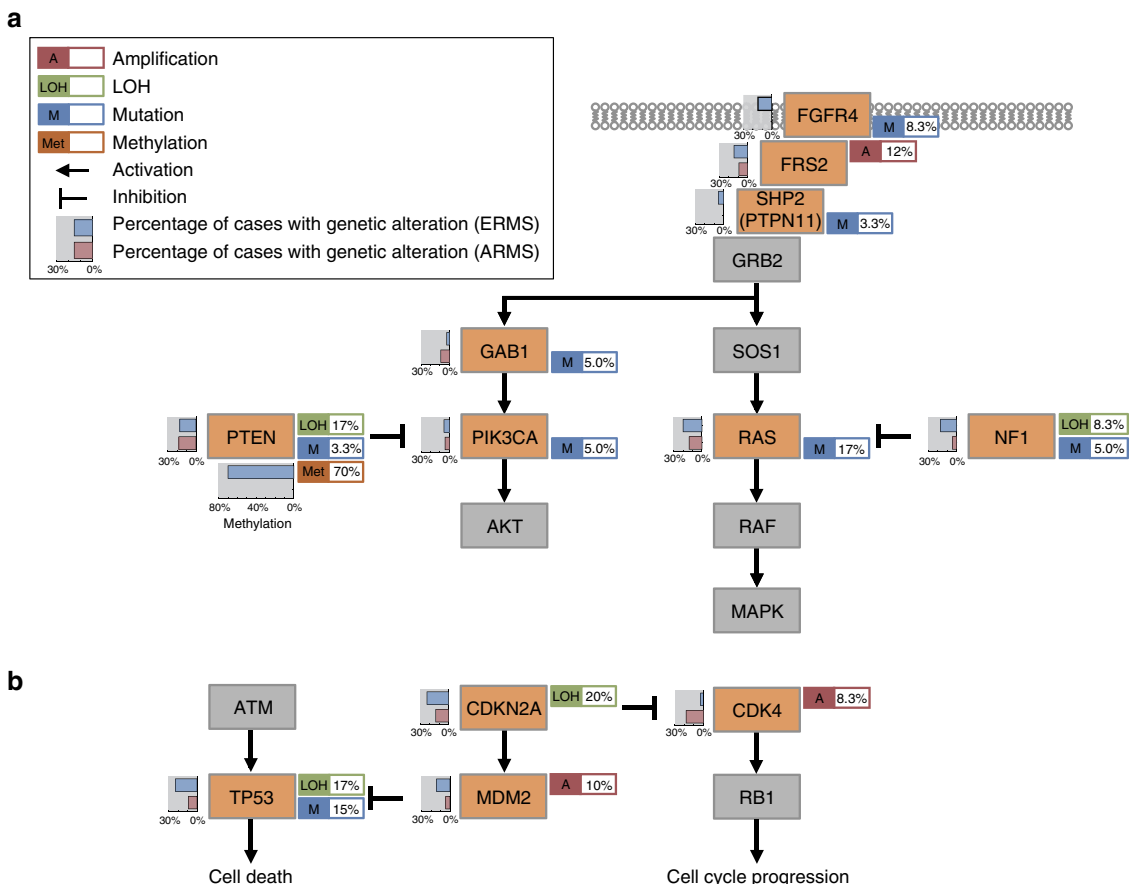 a
A Amplification
LOH LOH
M Mutation
Met Methylation
Activation
Inhibition
Percentage of cases with genetic alteration (ERMS)
Percentage of cases with genetic alteration (ARMS)
30% 0%
FGFR4
M 8.3%
30% 0%
FRS2
A 12%
30% 0%
SHP2
(PTPN11)
M 3.3%
30% 0%
GRB2
GAB1
M 5.0%
30% 0%
SOS1
PTEN
LOH 17%
M 3.3%
Met 70%
30% 0%
80% 40% 0%
Methylation
PIK3CA
M 5.0%
30% 0%
RAS
M 17%
30% 0%
NF1
LOH 8.3%
M 5.0%
30% 0%
AKT
RAF
MAPK
b
ATM
CDKN2A
LOH 20%
30% 0%
CDK4
A 8.3%
30% 0%
TP53
LOH 17%
M 15%
30% 0%
MDM2
A 10%
30% 0%
RB1
Cell death
Cell cycle progression